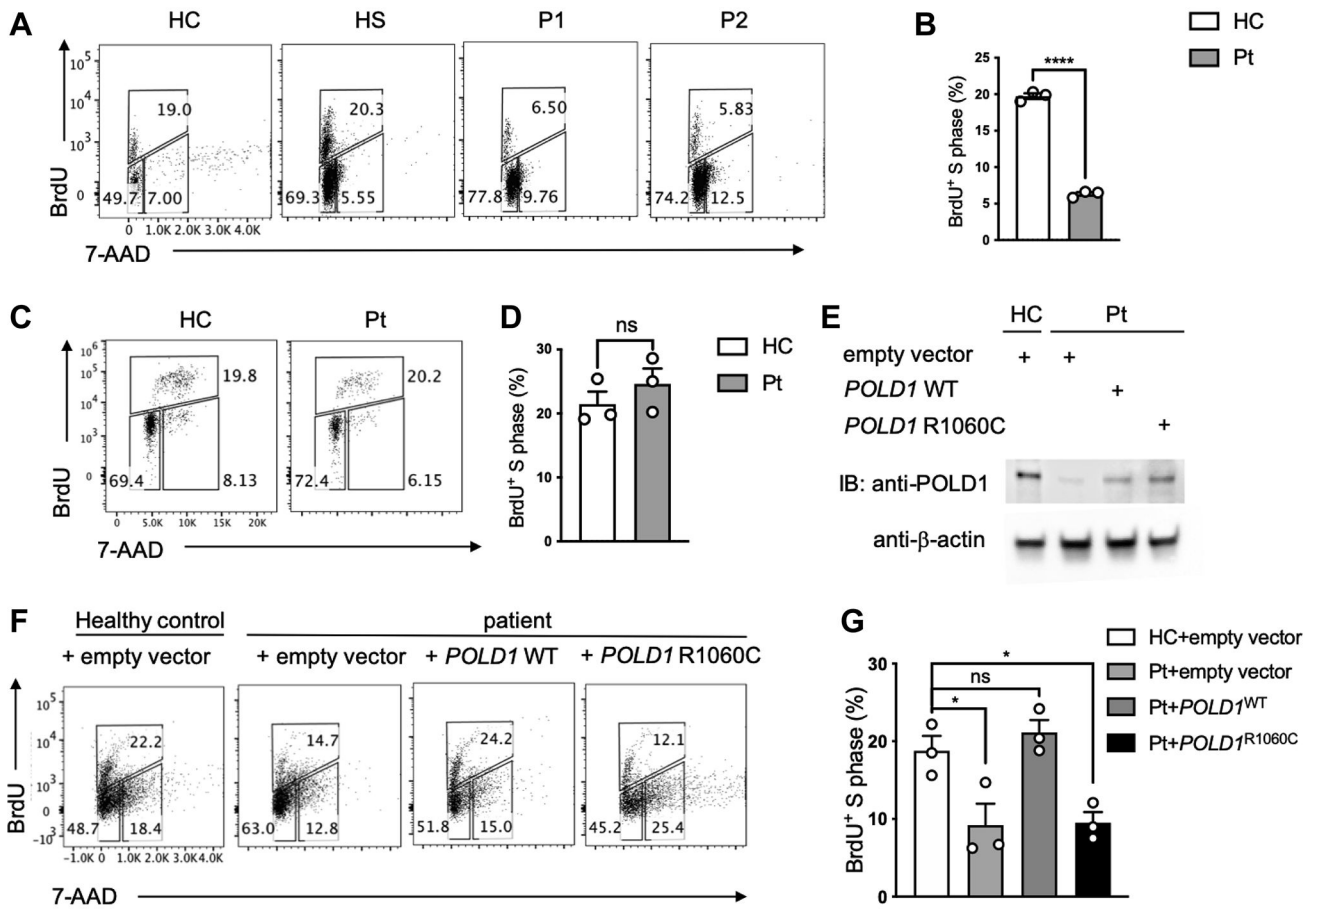 A
HC
HS
P1
P2
10^5
10^4
10^3
0
BrdU
19.0
49.7
7.00
20.3
69.3
5.55
6.50
77.8
9.76
5.83
74.2
12.5
0 1.0K 2.0K 3.0K 4.0K
7-AAD
B
HC
Pt
BrdU+ S phase (%)
25
20
15
10
5
0
****
C
HC
Pt
10^6
10^5
10^4
10^3
0
BrdU
19.8
69.4
8.13
20.2
72.4
6.15
0 5.0K 10K 15K 20K
7-AAD
D
ns
HC
Pt
BrdU+ S phase (%)
30
20
10
0
E
HC Pt
empty vector + +
POLD1 WT +
POLD1 R1060C +
IB: anti-POLD1
anti-β-actin
F
Healthy control
patient
+ empty vector
+ empty vector
+ POLD1 WT
+ POLD1 R1060C
10^5
10^4
10^3
0
-10^3
BrdU
22.2
48.7
18.4
14.7
63.0
12.8
24.2
51.8
15.0
12.1
45.2
25.4
-1.0K 0 1.0K 2.0K 3.0K 4.0K
7-AAD
G
HC+empty vector
Pt+empty vector
Pt+POLD1^WT
Pt+POLD1^R1060C
BrdU+ S phase (%)
30
20
10
0
*
ns
*